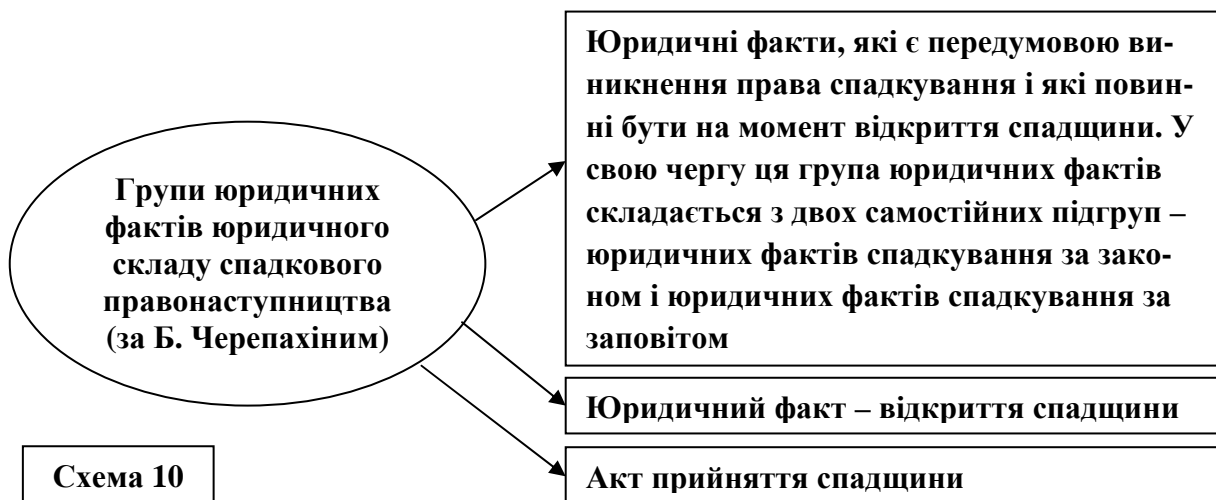 Групи юридичних
фактів юридичного
складу спадкового
правонаступництва
(за Б. Черепахіним)
Юридичні факти, які є передумовою ви-
никнення права спадкування і які повин-
ні бути на момент відкриття спадщини. У
свою чергу ця група юридичних фактів
складається з двох самостійних підгруп –
юридичних фактів спадкування за зако-
ном і юридичних фактів спадкування за
заповітом
Юридичний факт – відкриття спадщини
Акт прийняття спадщини
Схема 10